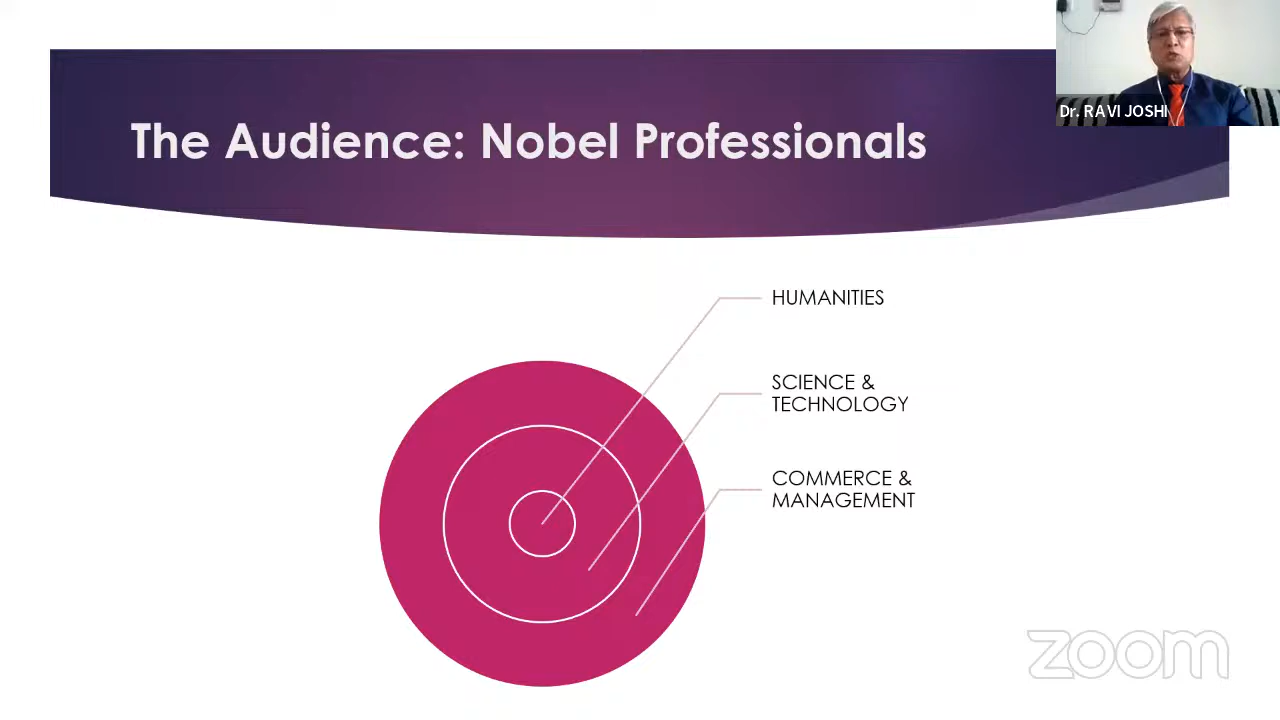 The Audience: Nobel Professionals
Dr. RAVI JOSHI
HUMANITIES
SCIENCE &
TECHNOLOGY
COMMERCE &
MANAGEMENT
zoom